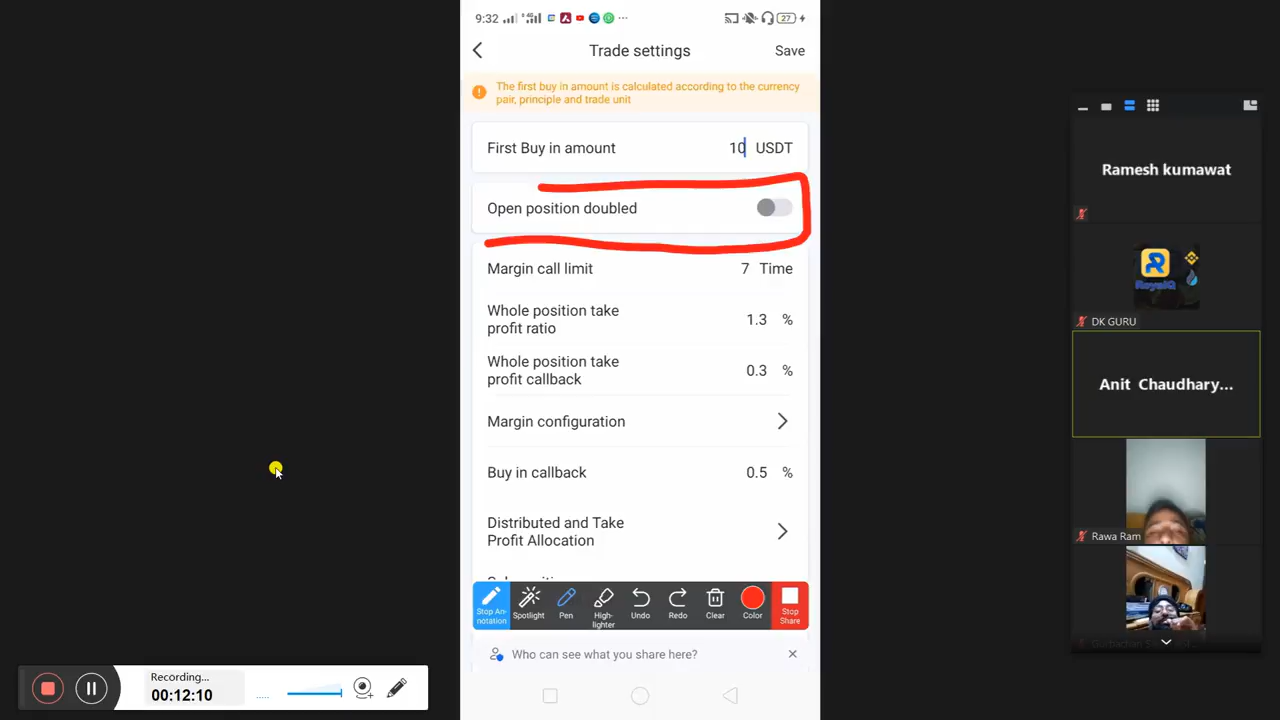 9:32
27
Trade settings
Save
The first buy in amount is calculated according to the currency
pair, principle and trade unit
First Buy in amount
10 USDT
Open position doubled
Margin call limit
7 Time
Whole position take
profit ratio
1.3 %
Whole position take
profit callback
0.3 %
Margin configuration
Buy in callback
0.5 %
Distributed and Take
Profit Allocation
Stop An-
notation
Spotlight
Pen
High-
lighter
Undo
Redo
Clear
Color
Stop
Share
Who can see what you share here?
Recording...
00:12:10
Ramesh kumawat
RoyalQ
DK GURU
Anit Chaudhary...
Rawa Ram